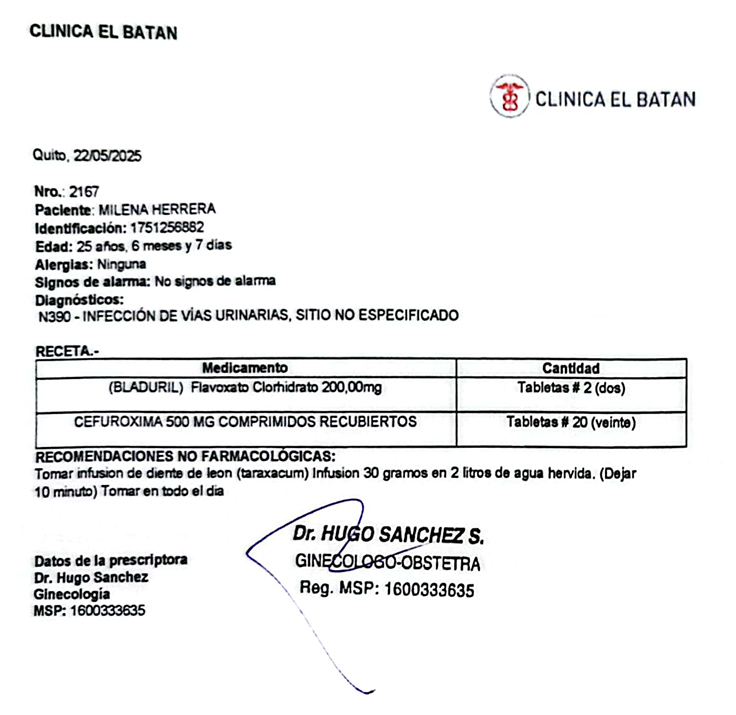 CLINICA EL BATAN
CLINICA EL BATAN
Quito, 22/05/2025
Nro.: 2167
Paciente: MILENA HERRERA
Identificación: 1751256882
Edad: 25 años, 6 meses y 7 días
Alergias: Ninguna
Signos de alarma: No signos de alarma
Diagnósticos:
N390 - INFECCIÓN DE VÍAS URINARIAS, SITIO NO ESPECIFICADO
RECETA.-
Medicamento Cantidad
(BLADURIL) Flavoxato Clorhidrato 200,00mg Tabletas # 2 (dos)
CEFUROXIMA 500 MG COMPRIMIDOS RECUBIERTOS Tabletas # 20 (veinte)
RECOMENDACIONES NO FARMACOLÓGICAS:
Tomar infusion de diente de leon (taraxacum) Infusion 30 gramos en 2 litros de agua hervida. (Dejar
10 minuto) Tomar en todo el dia
Dr. HUGO SANCHEZ S.
GINECOLOGO-OBSTETRA
Reg. MSP: 1600333635
Datos de la prescriptora
Dr. Hugo Sanchez
Ginecología
MSP: 1600333635